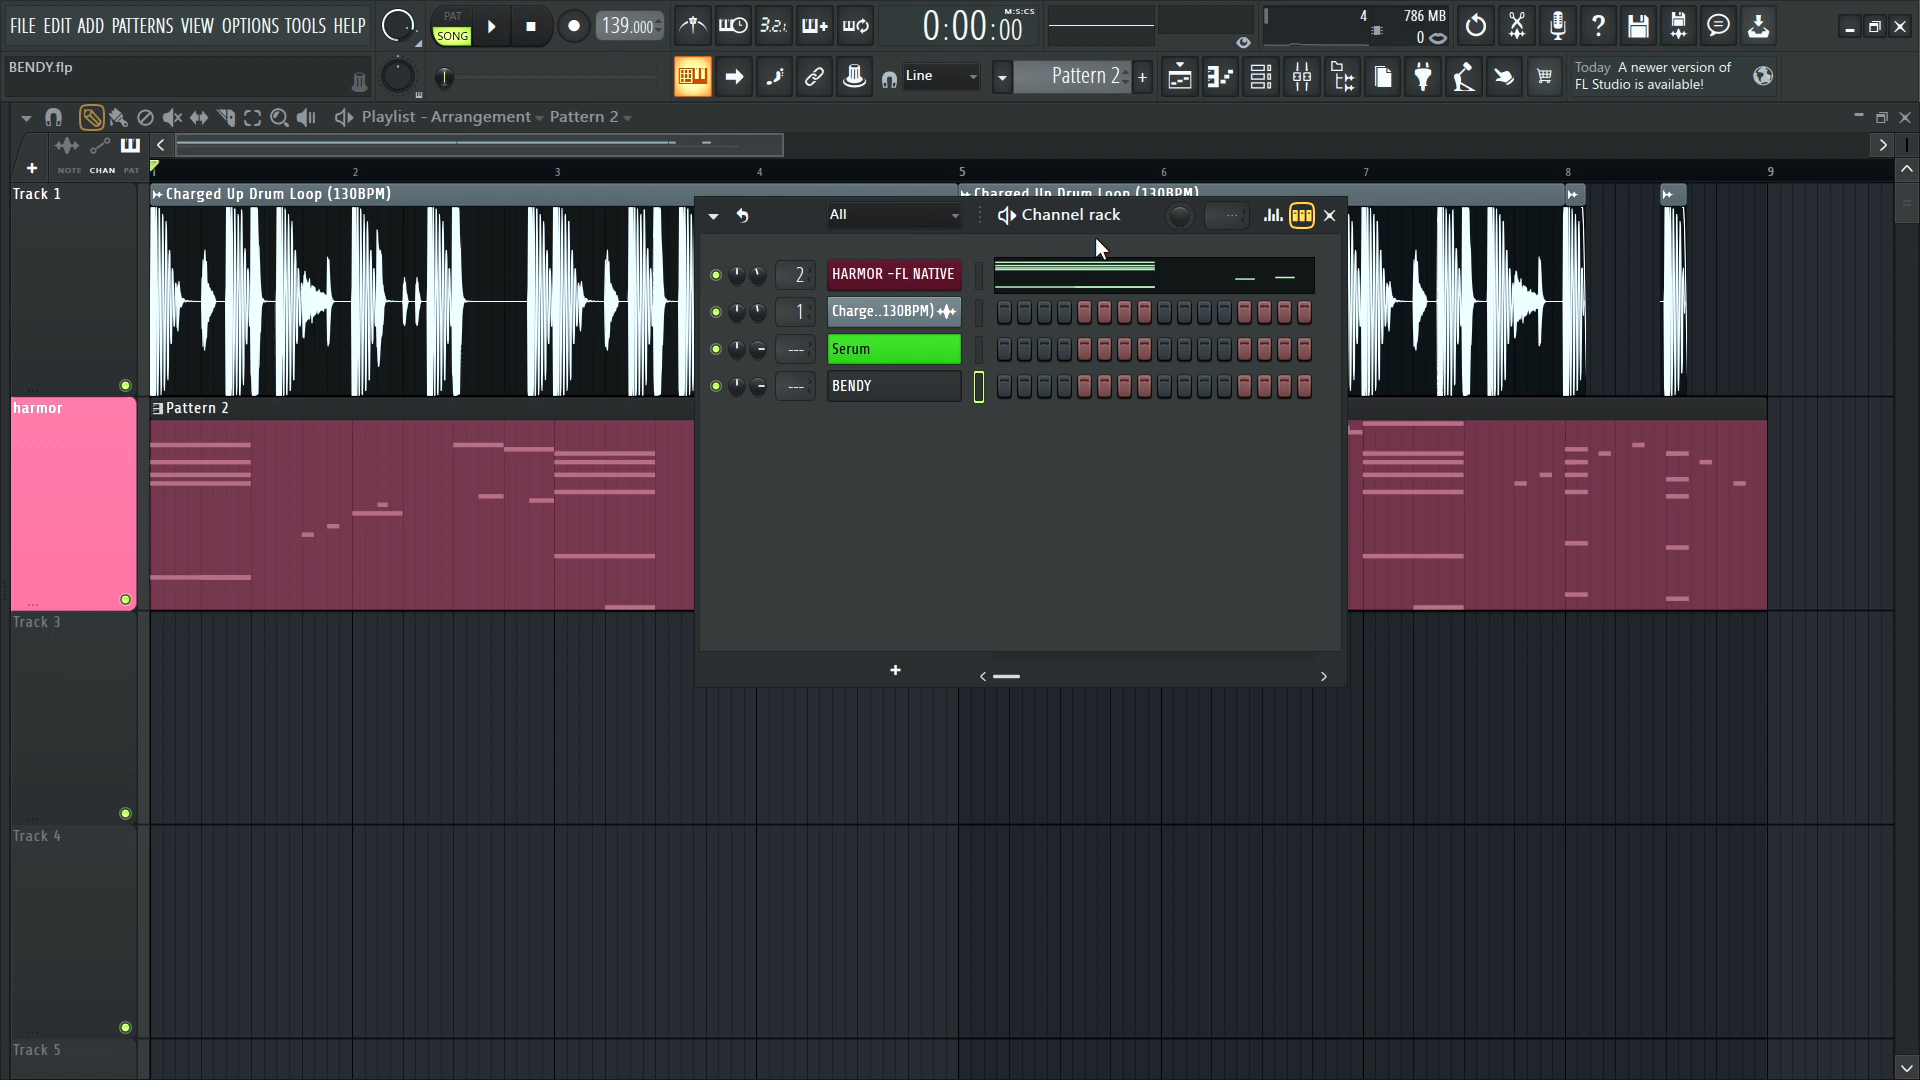 FILE EDIT ADD PATTERNS VIEW OPTIONS TOOLS HELP
PAT
SONG
139.000
3.2.
0:00:00
M:S:CS
4
786 MB
0
BENDY.flp
Line
Pattern 2
+
Today A newer version of
FL Studio is available!
Playlist - Arrangement
Pattern 2
NOTE CHAN PAT
+
1 2 3 4 5 6 7 8 9
Track 1
Charged Up Drum Loop (130BPM)
Charged Up Drum Loop (130BPM)
All
Channel rack
2
HARMOR -FL NATIVE
1
Charge..130BPM)
---
Serum
---
BENDY
+
harmor
Pattern 2
Track 3
Track 4
Track 5